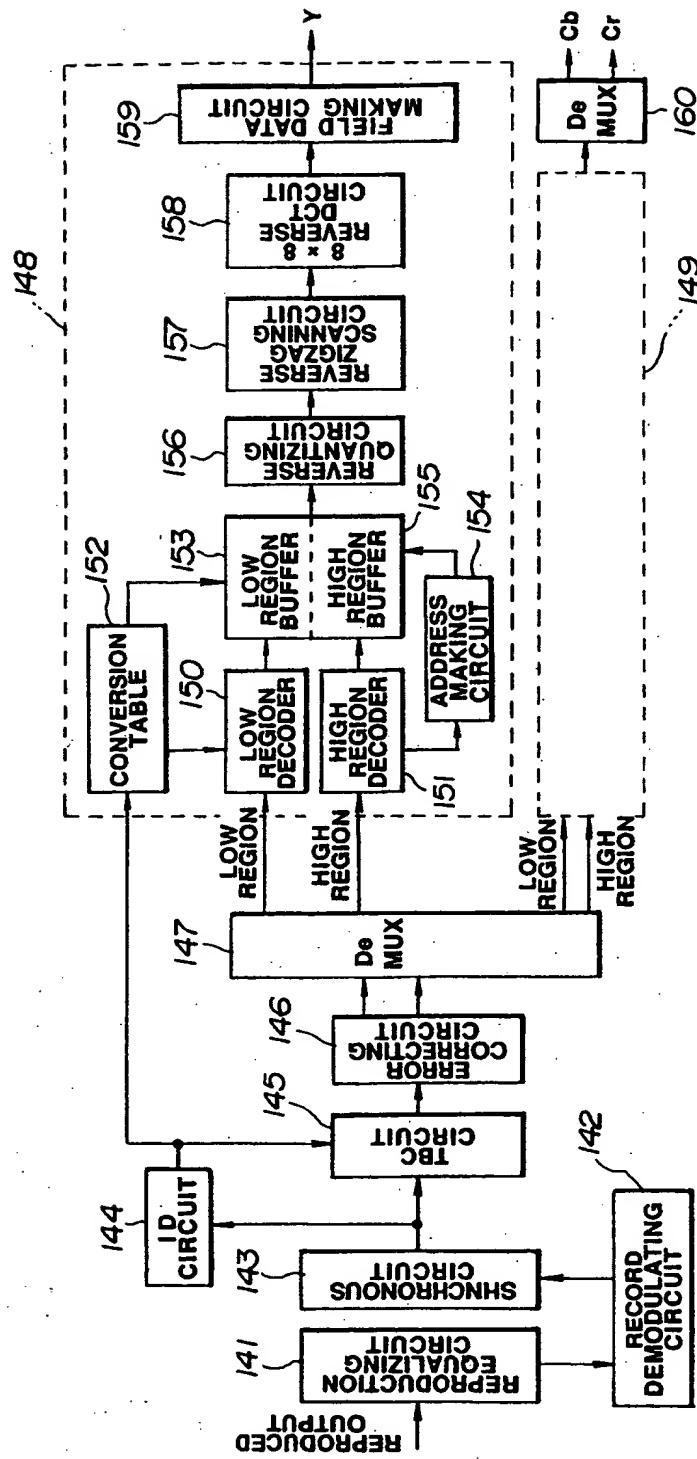 REPRODUCED
OUTPUT
141
REPRODUCTION
EQUALIZING
CIRCUIT
142
RECORD
DEMODULATING
CIRCUIT
143
SHNCHRONOUS
CIRCUIT
144
ID
CIRCUIT
145
TBC
CIRCUIT
146
ERROR
CORRECTING
CIRCUIT
147
De
MUX
LOW
REGION
HIGH
REGION
LOW
REGION
HIGH
REGION
148
152
CONVERSION
TABLE
150
LOW
REGION
DECODER
HIGH
REGION
DECODER
151
153
LOW
REGION
BUFFER
HIGH
REGION
BUFFER
155
154
ADDRESS
MAKING
CIRCUIT
156
REVERSE
QUANTIZING
CIRCUIT
157
REVERSE
ZIGZAG
SCANNING
CIRCUIT
158
8 × 8
REVERSE
DCT
CIRCUIT
159
FIELD DATA
MAKING CIRCUIT
Y
149
De
MUX
160
Cb
Cr